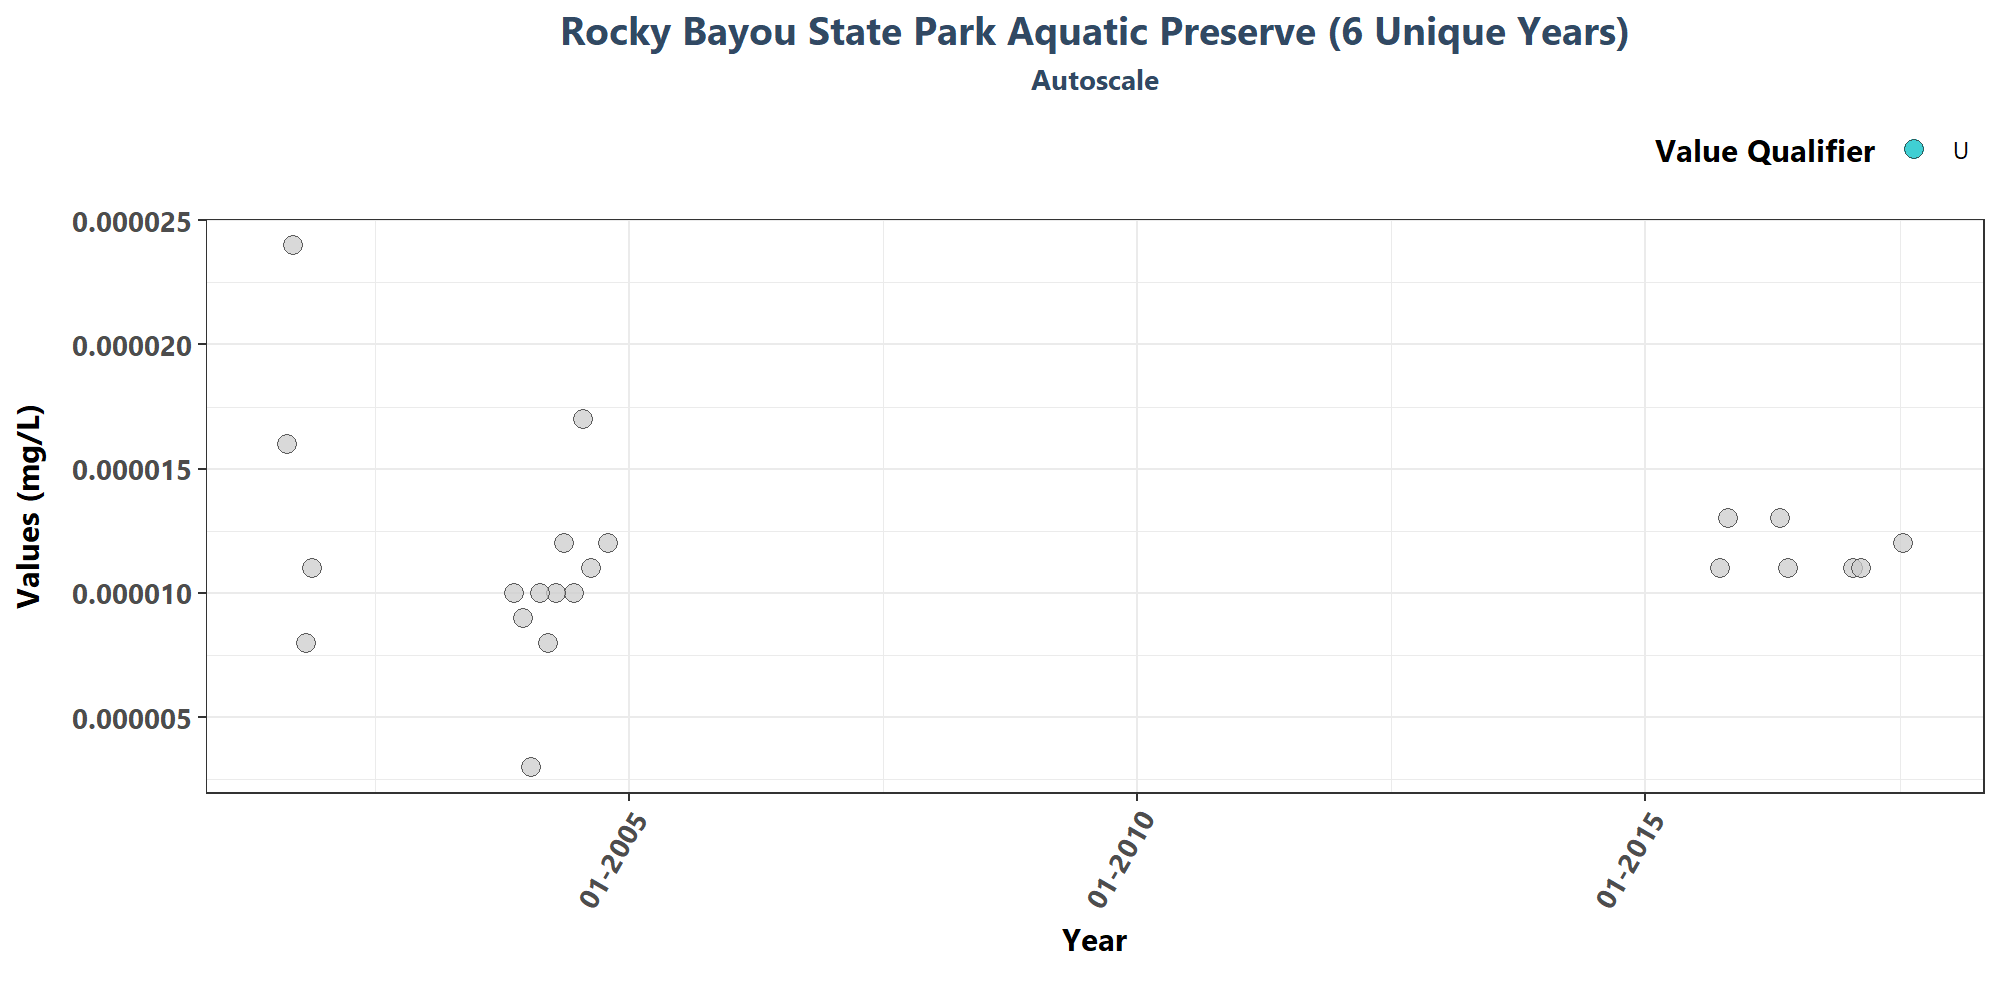 Rocky Bayou State Park Aquatic Preserve (6 Unique Years)
Autoscale
Value Qualifier U
0.000025
0.000020
0.000015
0.000010
0.000005
Values (mg/L)
01-2005
01-2010
01-2015
Year